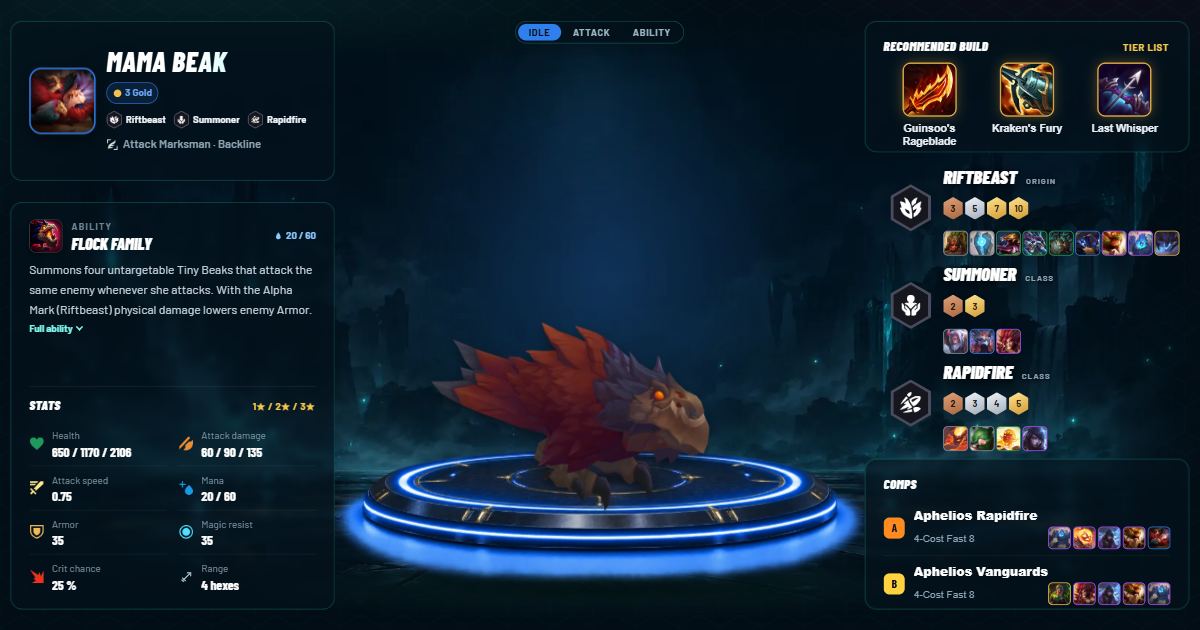 MAMA BEAK
3 Gold
Riftbeast Summoner Rapidfire
Attack Marksman · Backline
ABILITY
FLOCK FAMILY
20 / 60
Summons four untargetable Tiny Beaks that attack the
same enemy whenever she attacks. With the Alpha
Mark (Riftbeast) physical damage lowers enemy Armor.
Full ability
STATS
1★ / 2★ / 3★
Health
650 / 1170 / 2106
Attack damage
60 / 90 / 135
Attack speed
0.75
Mana
20 / 60
Armor
35
Magic resist
35
Crit chance
25 %
Range
4 hexes
IDLE ATTACK ABILITY
RECOMMENDED BUILD
TIER LIST
Guinsoo's
Rageblade
Kraken's Fury
Last Whisper
RIFTBEAST ORIGIN
3 5 7 10
SUMMONER CLASS
2 3
RAPIDFIRE CLASS
2 3 4 5
COMPS
A
Aphelios Rapidfire
4-Cost Fast 8
B
Aphelios Vanguards
4-Cost Fast 8